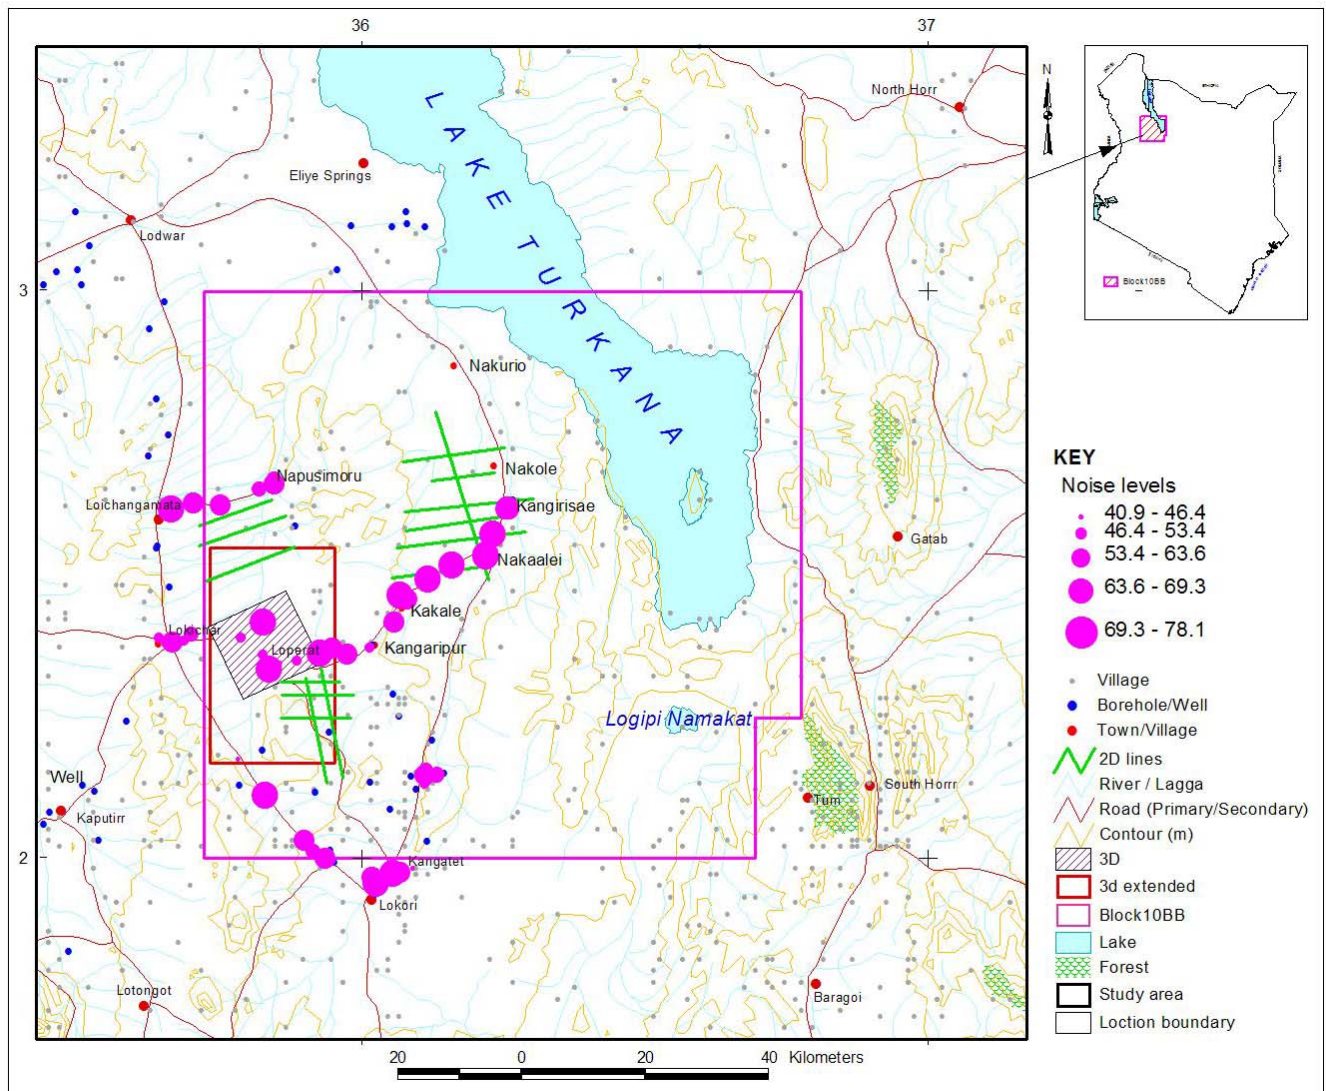 36
37
N
North Horr
Eliye Springs
Lodwar
LAKE TURKANA
3
Block10BB
Nakurio
Napusimoru
Nakole
Loichangamata
Kangirisae
Gatab
Nakaalei
Kakale
Lokichar
Loperat
Kangaripur
Logipi Namakat
Well
South Horrr
Tum
Kaputirr
2
Kangatet
Lokori
Lotongot
Baragoi
20 0 20 40 Kilometers
KEY
Noise levels
40.9 - 46.4
46.4 - 53.4
53.4 - 63.6
63.6 - 69.3
69.3 - 78.1
Village
Borehole/Well
Town/Village
2D lines
River / Lagga
Road (Primary/Secondary)
Contour (m)
3D
3d extended
Block10BB
Lake
Forest
Study area
Loction boundary